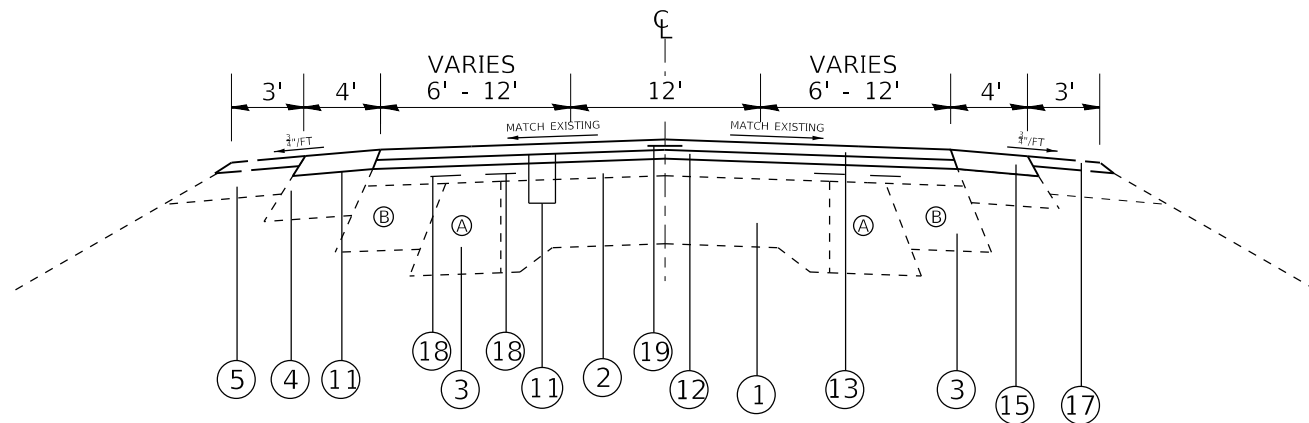 ℄
VARIES
VARIES
3'
4'
6' - 12'
12'
6' - 12'
4'
3'
MATCH EXISTING
MATCH EXISTING
3/4"/FT
3/4"/FT
B
A
A
B
18
18
19
5
4
11
3
11
2
12
1
13
3
15
17